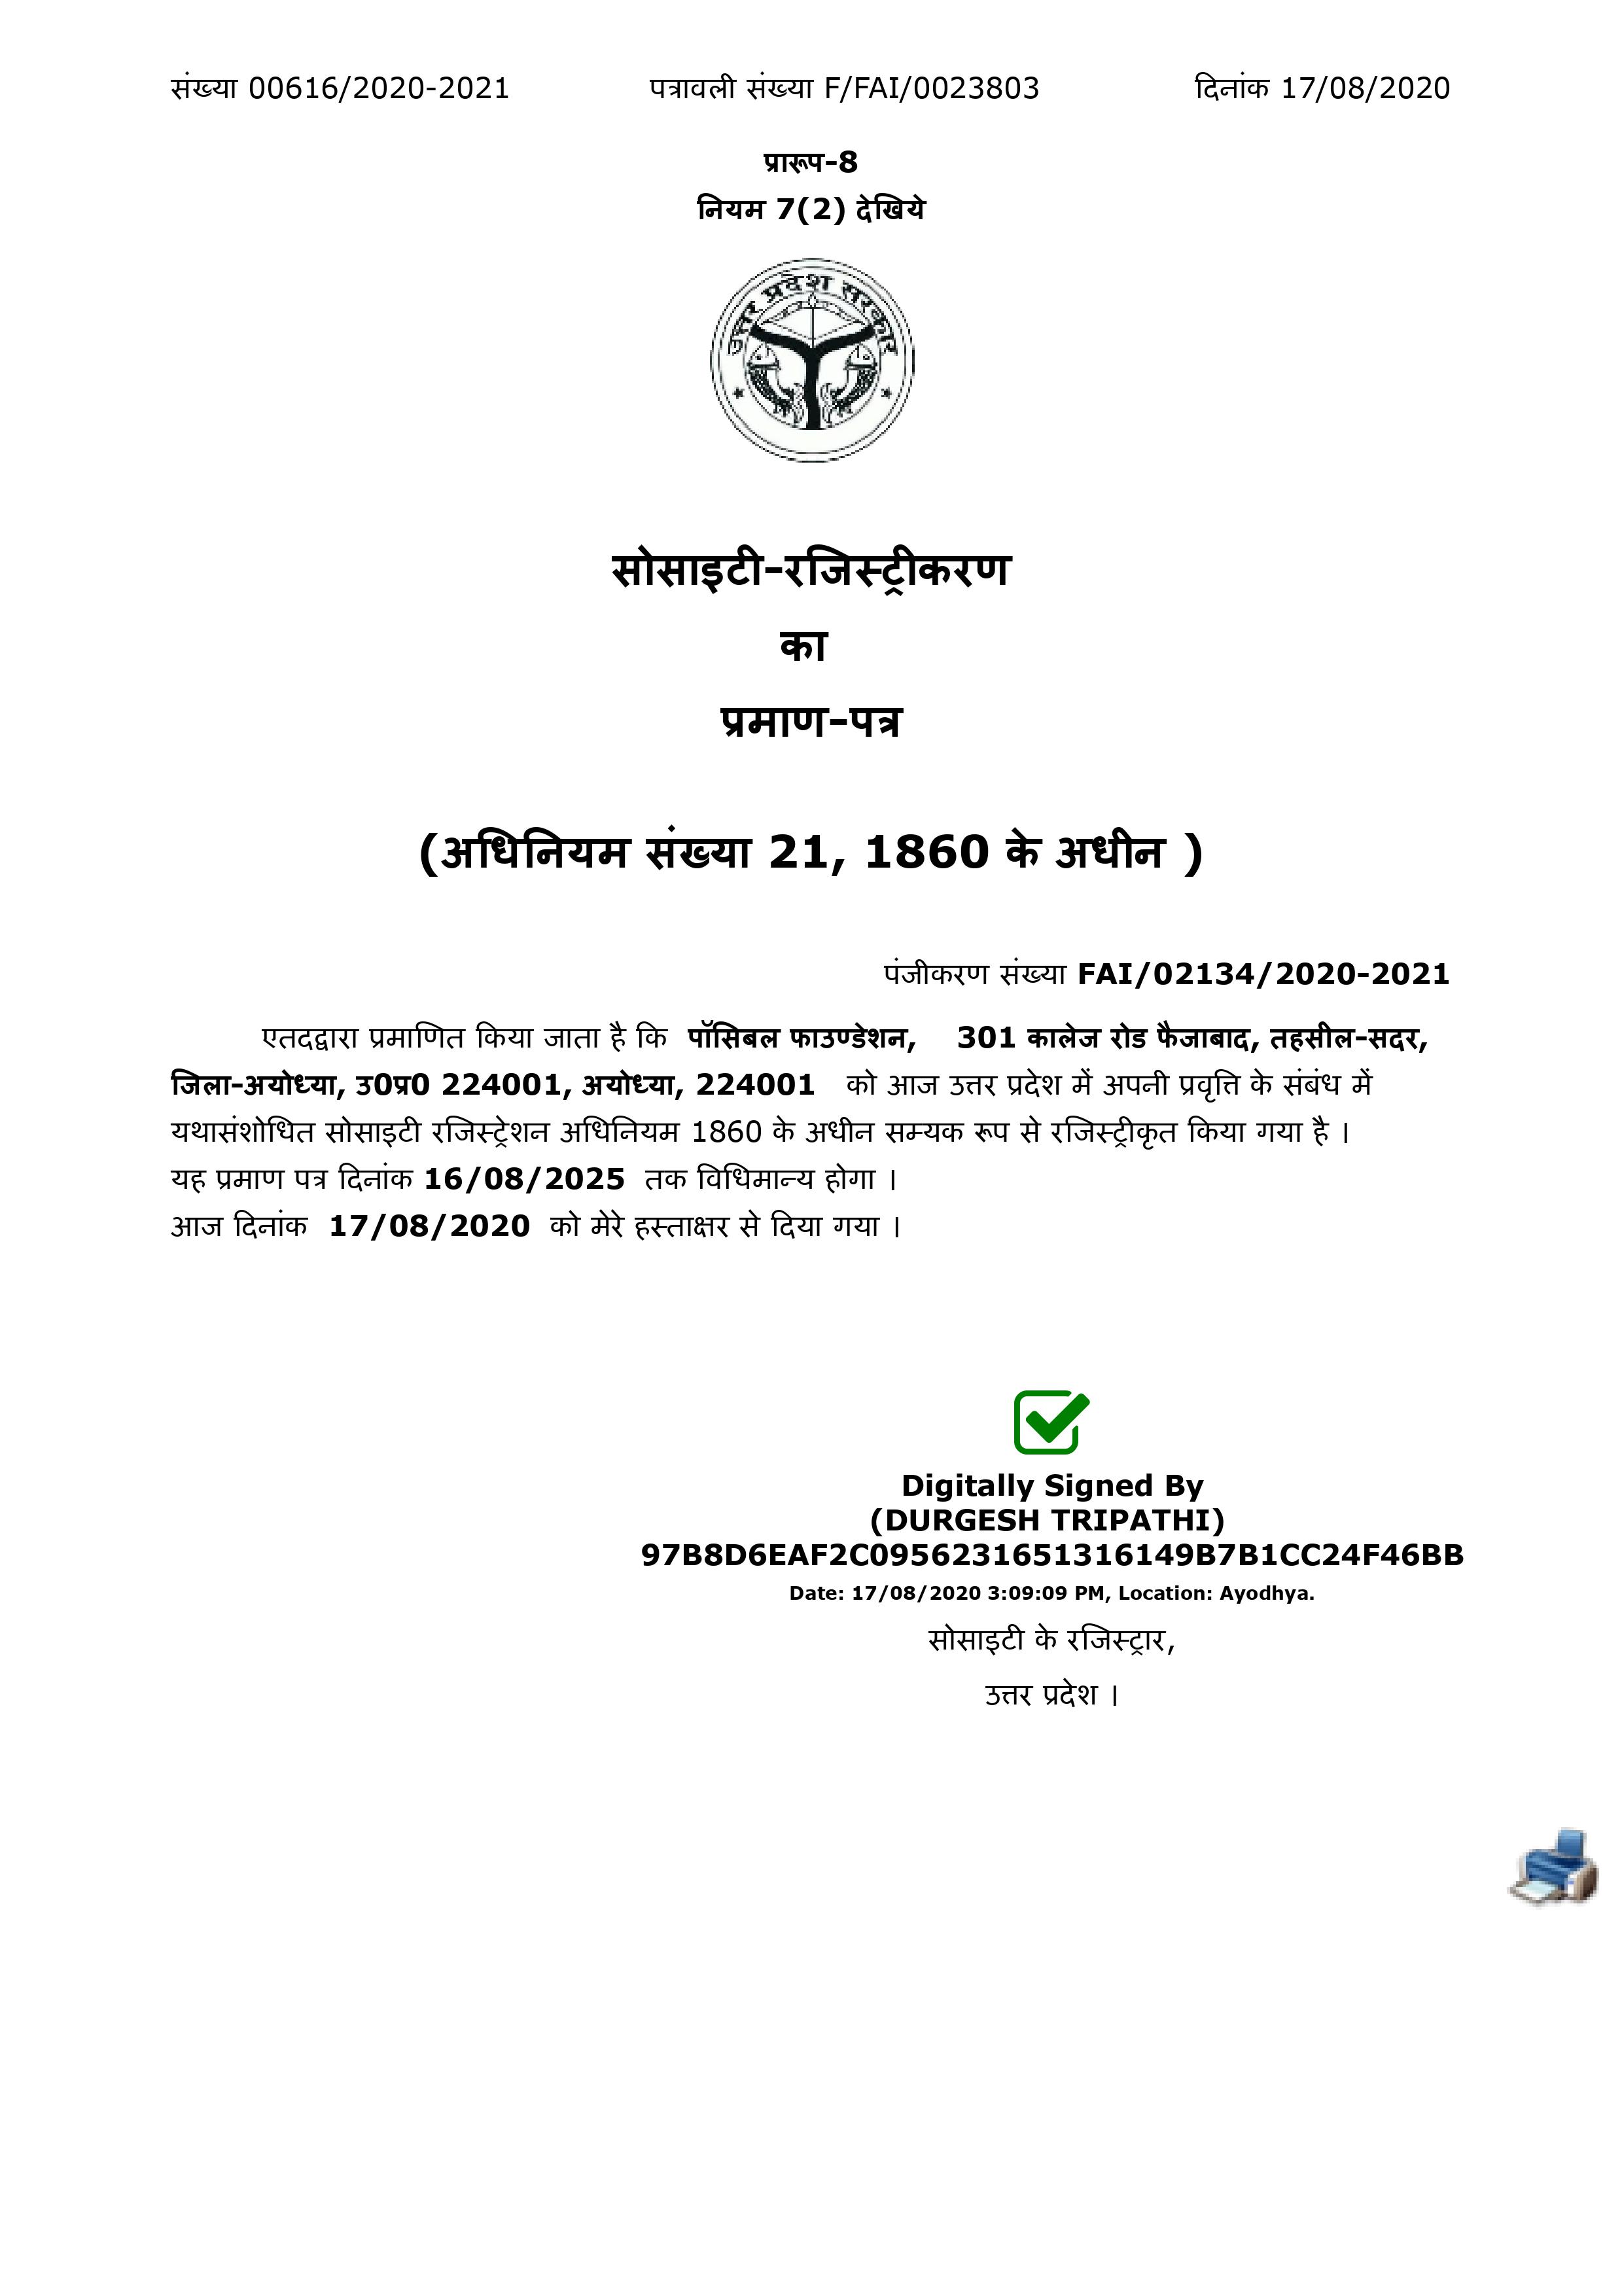 संख्या 00616/2020-2021 पत्रावली संख्या F/FAI/0023803 दिनांक 17/08/2020
प्रारूप-8
नियम 7(2) देखिये
उत्तर प्रदेश सरकार
सोसाइटी-रजिस्ट्रीकरण
का
प्रमाण-पत्र
(अधिनियम संख्या 21, 1860 के अधीन )
पंजीकरण संख्या FAI/02134/2020-2021
एतदद्वारा प्रमाणित किया जाता है कि पॉसिबल फाउण्डेशन, 301 कालेज रोड फैजाबाद, तहसील-सदर,
जिला-अयोध्या, उ0प्र0 224001, अयोध्या, 224001 को आज उत्तर प्रदेश में अपनी प्रवृत्ति के संबंध में
यथासंशोधित सोसाइटी रजिस्ट्रेशन अधिनियम 1860 के अधीन सम्यक रूप से रजिस्ट्रीकृत किया गया है ।
यह प्रमाण पत्र दिनांक 16/08/2025 तक विधिमान्य होगा ।
आज दिनांक 17/08/2020 को मेरे हस्ताक्षर से दिया गया ।
Digitally Signed By
(DURGESH TRIPATHI)
97B8D6EAF2C0956231651316149B7B1CC24F46BB
Date: 17/08/2020 3:09:09 PM, Location: Ayodhya.
सोसाइटी के रजिस्ट्रार,
उत्तर प्रदेश ।